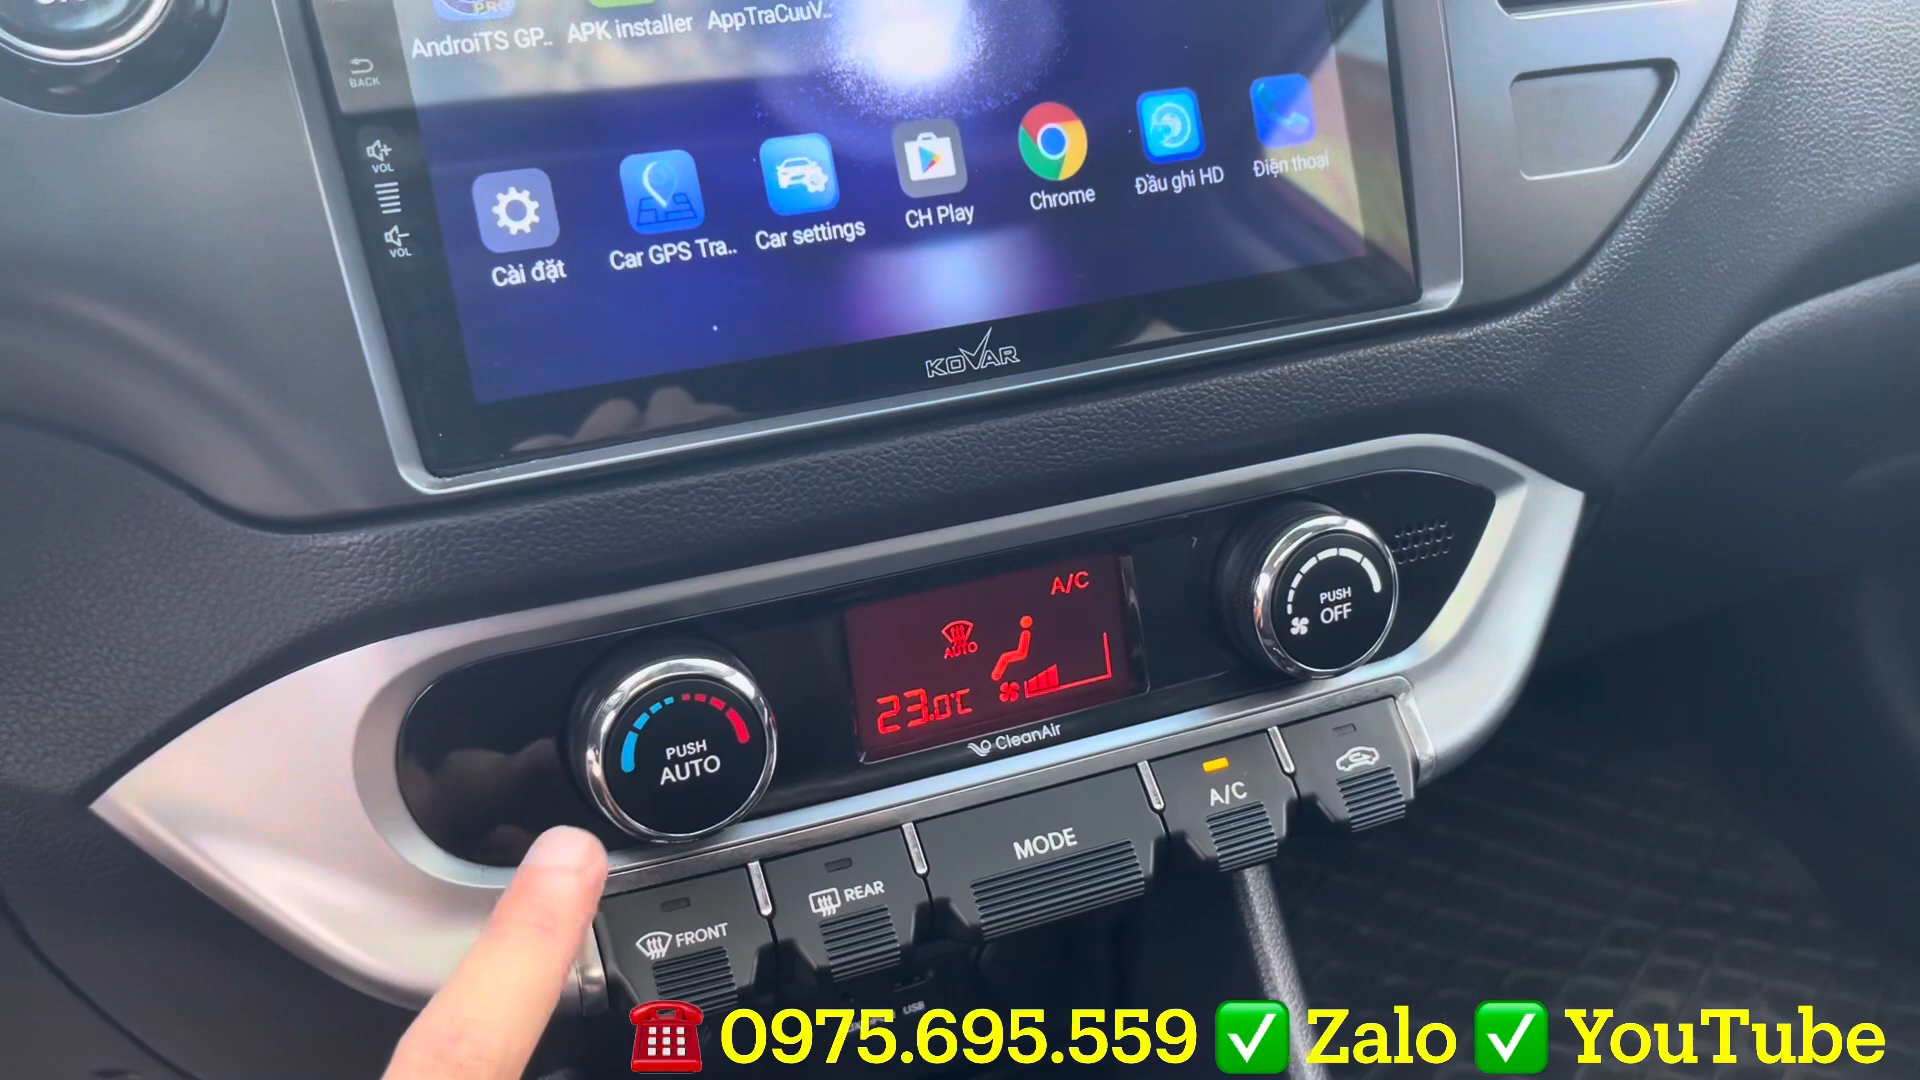 PRO
AndroiTS GP..
APK installer
AppTraCuuV..
BACK
VOL
VOL
Cài đặt
Car GPS Tra..
Car settings
CH Play
Chrome
Đầu ghi HD
Điện thoại
KOVAR
A/C
AUTO
23.0°C
CleanAir
PUSH
AUTO
PUSH
OFF
FRONT
REAR
MODE
A/C
USB
0975.695.559 Zalo YouTube